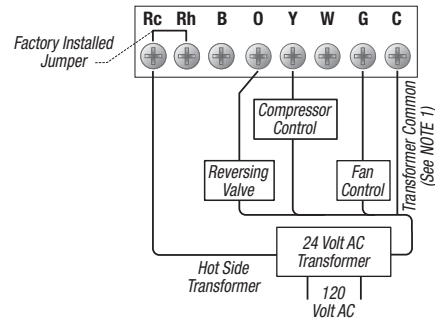 Rc Rh B O Y W G C
Factory Installed
Jumper
Compressor
Control
Reversing
Valve
Fan
Control
Transformer Common
(See NOTE 1)
24 Volt AC
Transformer
Hot Side
Transformer
120
Volt AC